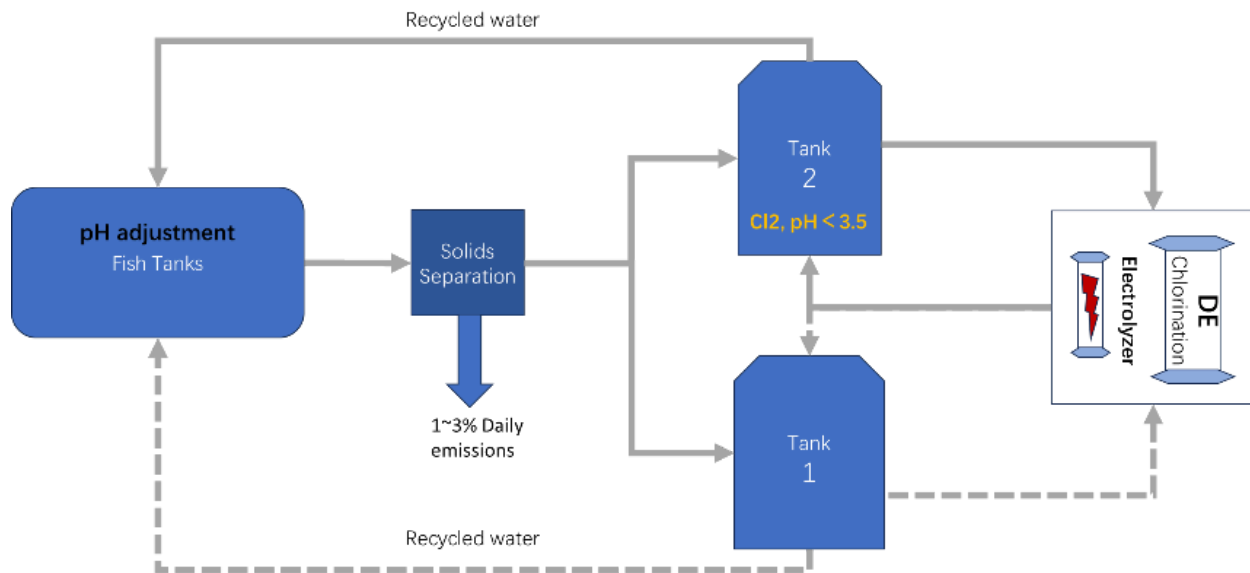 Recycled water
Tank
2
Cl2, pH < 3.5
pH adjustment
Fish Tanks
Solids
Separation
Electrolyzer
Chlorination
DE
1~3% Daily
emissions
Tank
1
Recycled water